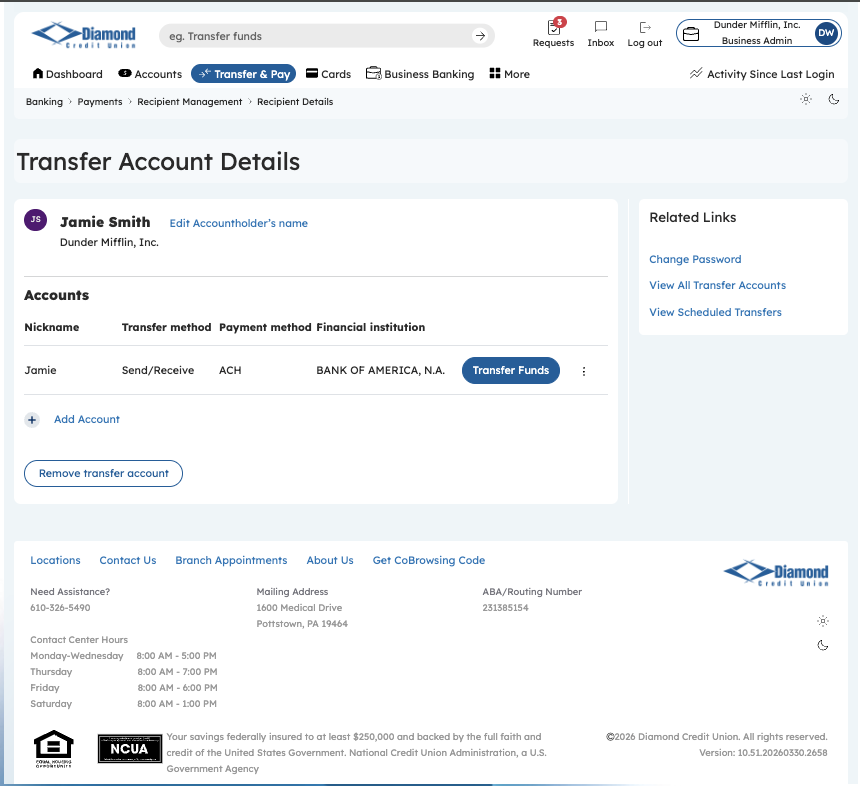 Diamond
Credit Union
eg. Transfer funds
3
Requests
Inbox
Log out
Dunder Mifflin, Inc.
Business Admin
DW
Dashboard
Accounts
Transfer & Pay
Cards
Business Banking
More
Activity Since Last Login
Banking › Payments › Recipient Management › Recipient Details
Transfer Account Details
JS
Jamie Smith
Edit Accountholder's name
Dunder Mifflin, Inc.
Accounts
Nickname Transfer method Payment method Financial institution
Jamie Send/Receive ACH BANK OF AMERICA, N.A. Transfer Funds
Add Account
Remove transfer account
Related Links
Change Password
View All Transfer Accounts
View Scheduled Transfers
Locations Contact Us Branch Appointments About Us Get CoBrowsing Code
Diamond
Credit Union
Need Assistance?
610-326-5490
Mailing Address
1600 Medical Drive
Pottstown, PA 19464
ABA/Routing Number
231385154
Contact Center Hours
Monday-Wednesday 8:00 AM - 5:00 PM
Thursday 8:00 AM - 7:00 PM
Friday 8:00 AM - 6:00 PM
Saturday 8:00 AM - 1:00 PM
EQUAL HOUSING
OPPORTUNITY
NCUA
Your savings federally insured to at least $250,000 and backed by the full faith and
credit of the United States Government. National Credit Union Administration, a U.S.
Government Agency
©2026 Diamond Credit Union. All rights reserved.
Version: 10.51.20260330.2658